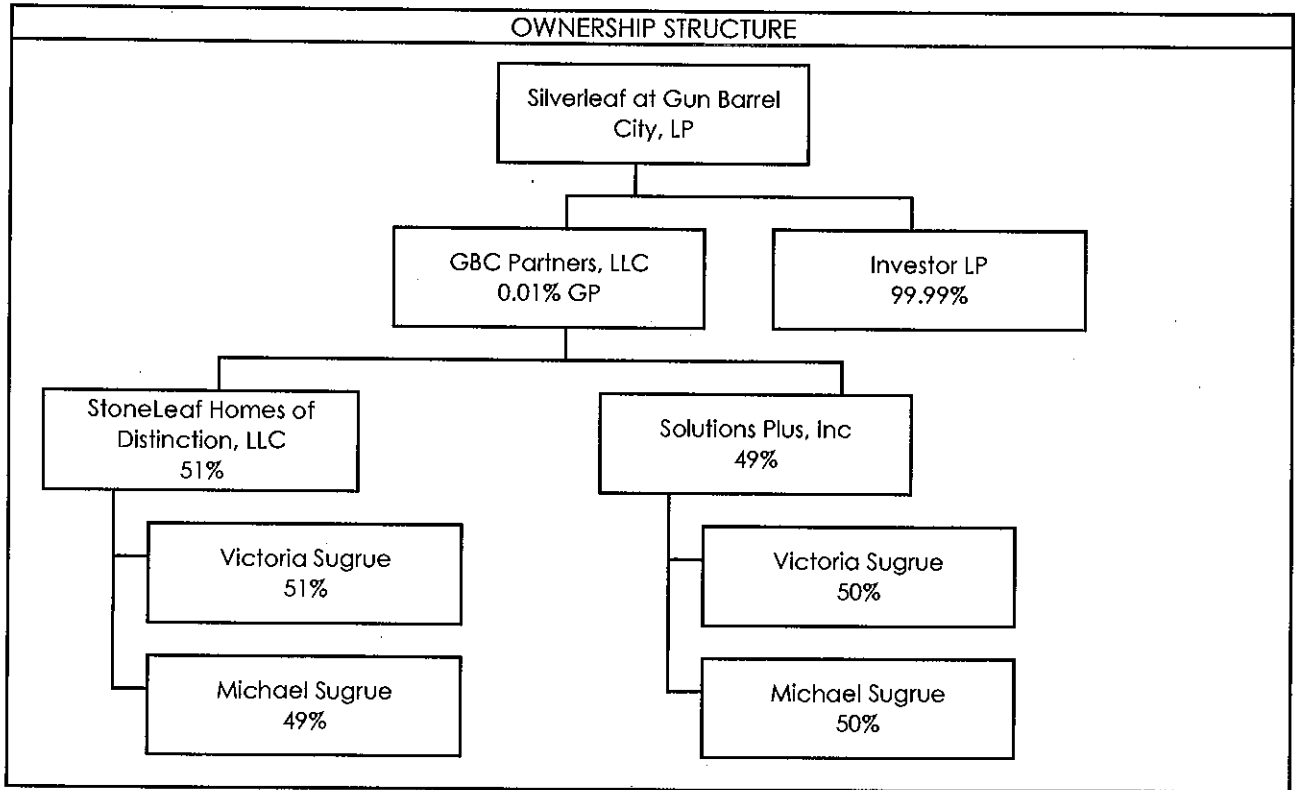 OWNERSHIP STRUCTURE
Silverleaf at Gun Barrel
City, LP
GBC Partners, LLC
0.01% GP
Investor LP
99.99%
StoneLeaf Homes of
Distinction, LLC
51%
Solutions Plus, Inc
49%
Victoria Sugrue
51%
Victoria Sugrue
50%
Michael Sugrue
49%
Michael Sugrue
50%